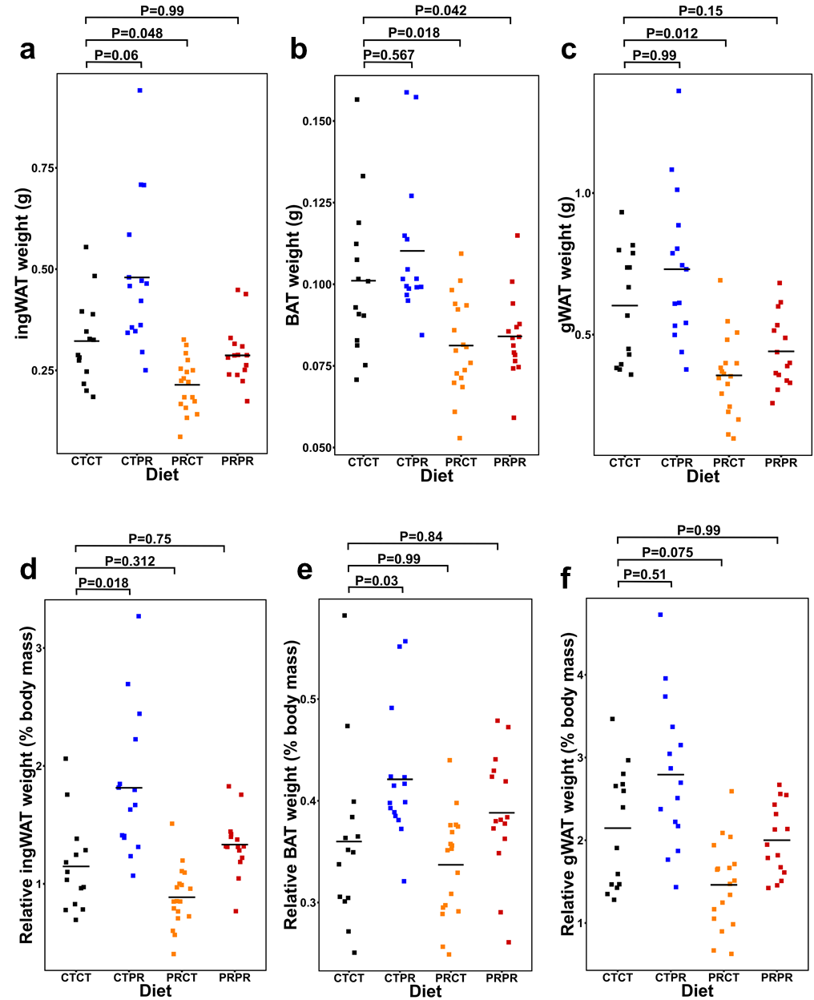 P=0.99
P=0.048
P=0.06
a
ingWAT weight (g)
0.75
0.50
0.25
CTCT CTPR PRCT PRPR
Diet
P=0.042
P=0.018
P=0.567
b
BAT weight (g)
0.150
0.125
0.100
0.075
0.050
CTCT CTPR PRCT PRPR
Diet
P=0.15
P=0.012
P=0.99
c
gWAT weight (g)
1.0
0.5
CTCT CTPR PRCT PRPR
Diet
P=0.75
P=0.312
P=0.018
d
Relative ingWAT weight (% body mass)
3
2
1
CTCT CTPR PRCT PRPR
Diet
P=0.84
P=0.99
P=0.03
e
Relative BAT weight (% body mass)
0.5
0.4
0.3
CTCT CTPR PRCT PRPR
Diet
P=0.99
P=0.075
P=0.51
f
Relative gWAT weight (% body mass)
4
3
2
1
CTCT CTPR PRCT PRPR
Diet